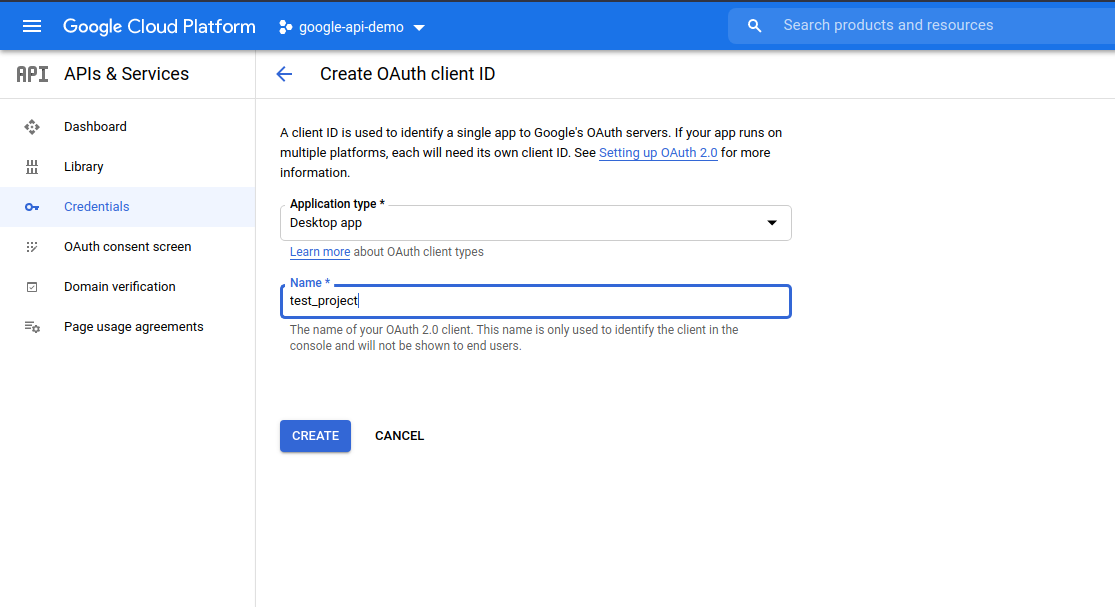 Google Cloud Platform
google-api-demo
Search products and resources
API APIs & Services
Create OAuth client ID
Dashboard
Library
Credentials
OAuth consent screen
Domain verification
Page usage agreements
A client ID is used to identify a single app to Google's OAuth servers. If your app runs on
multiple platforms, each will need its own client ID. See Setting up OAuth 2.0 for more
information.
Application type *
Desktop app
Learn more about OAuth client types
Name *
test_project
The name of your OAuth 2.0 client. This name is only used to identify the client in the
console and will not be shown to end users.
CREATE
CANCEL